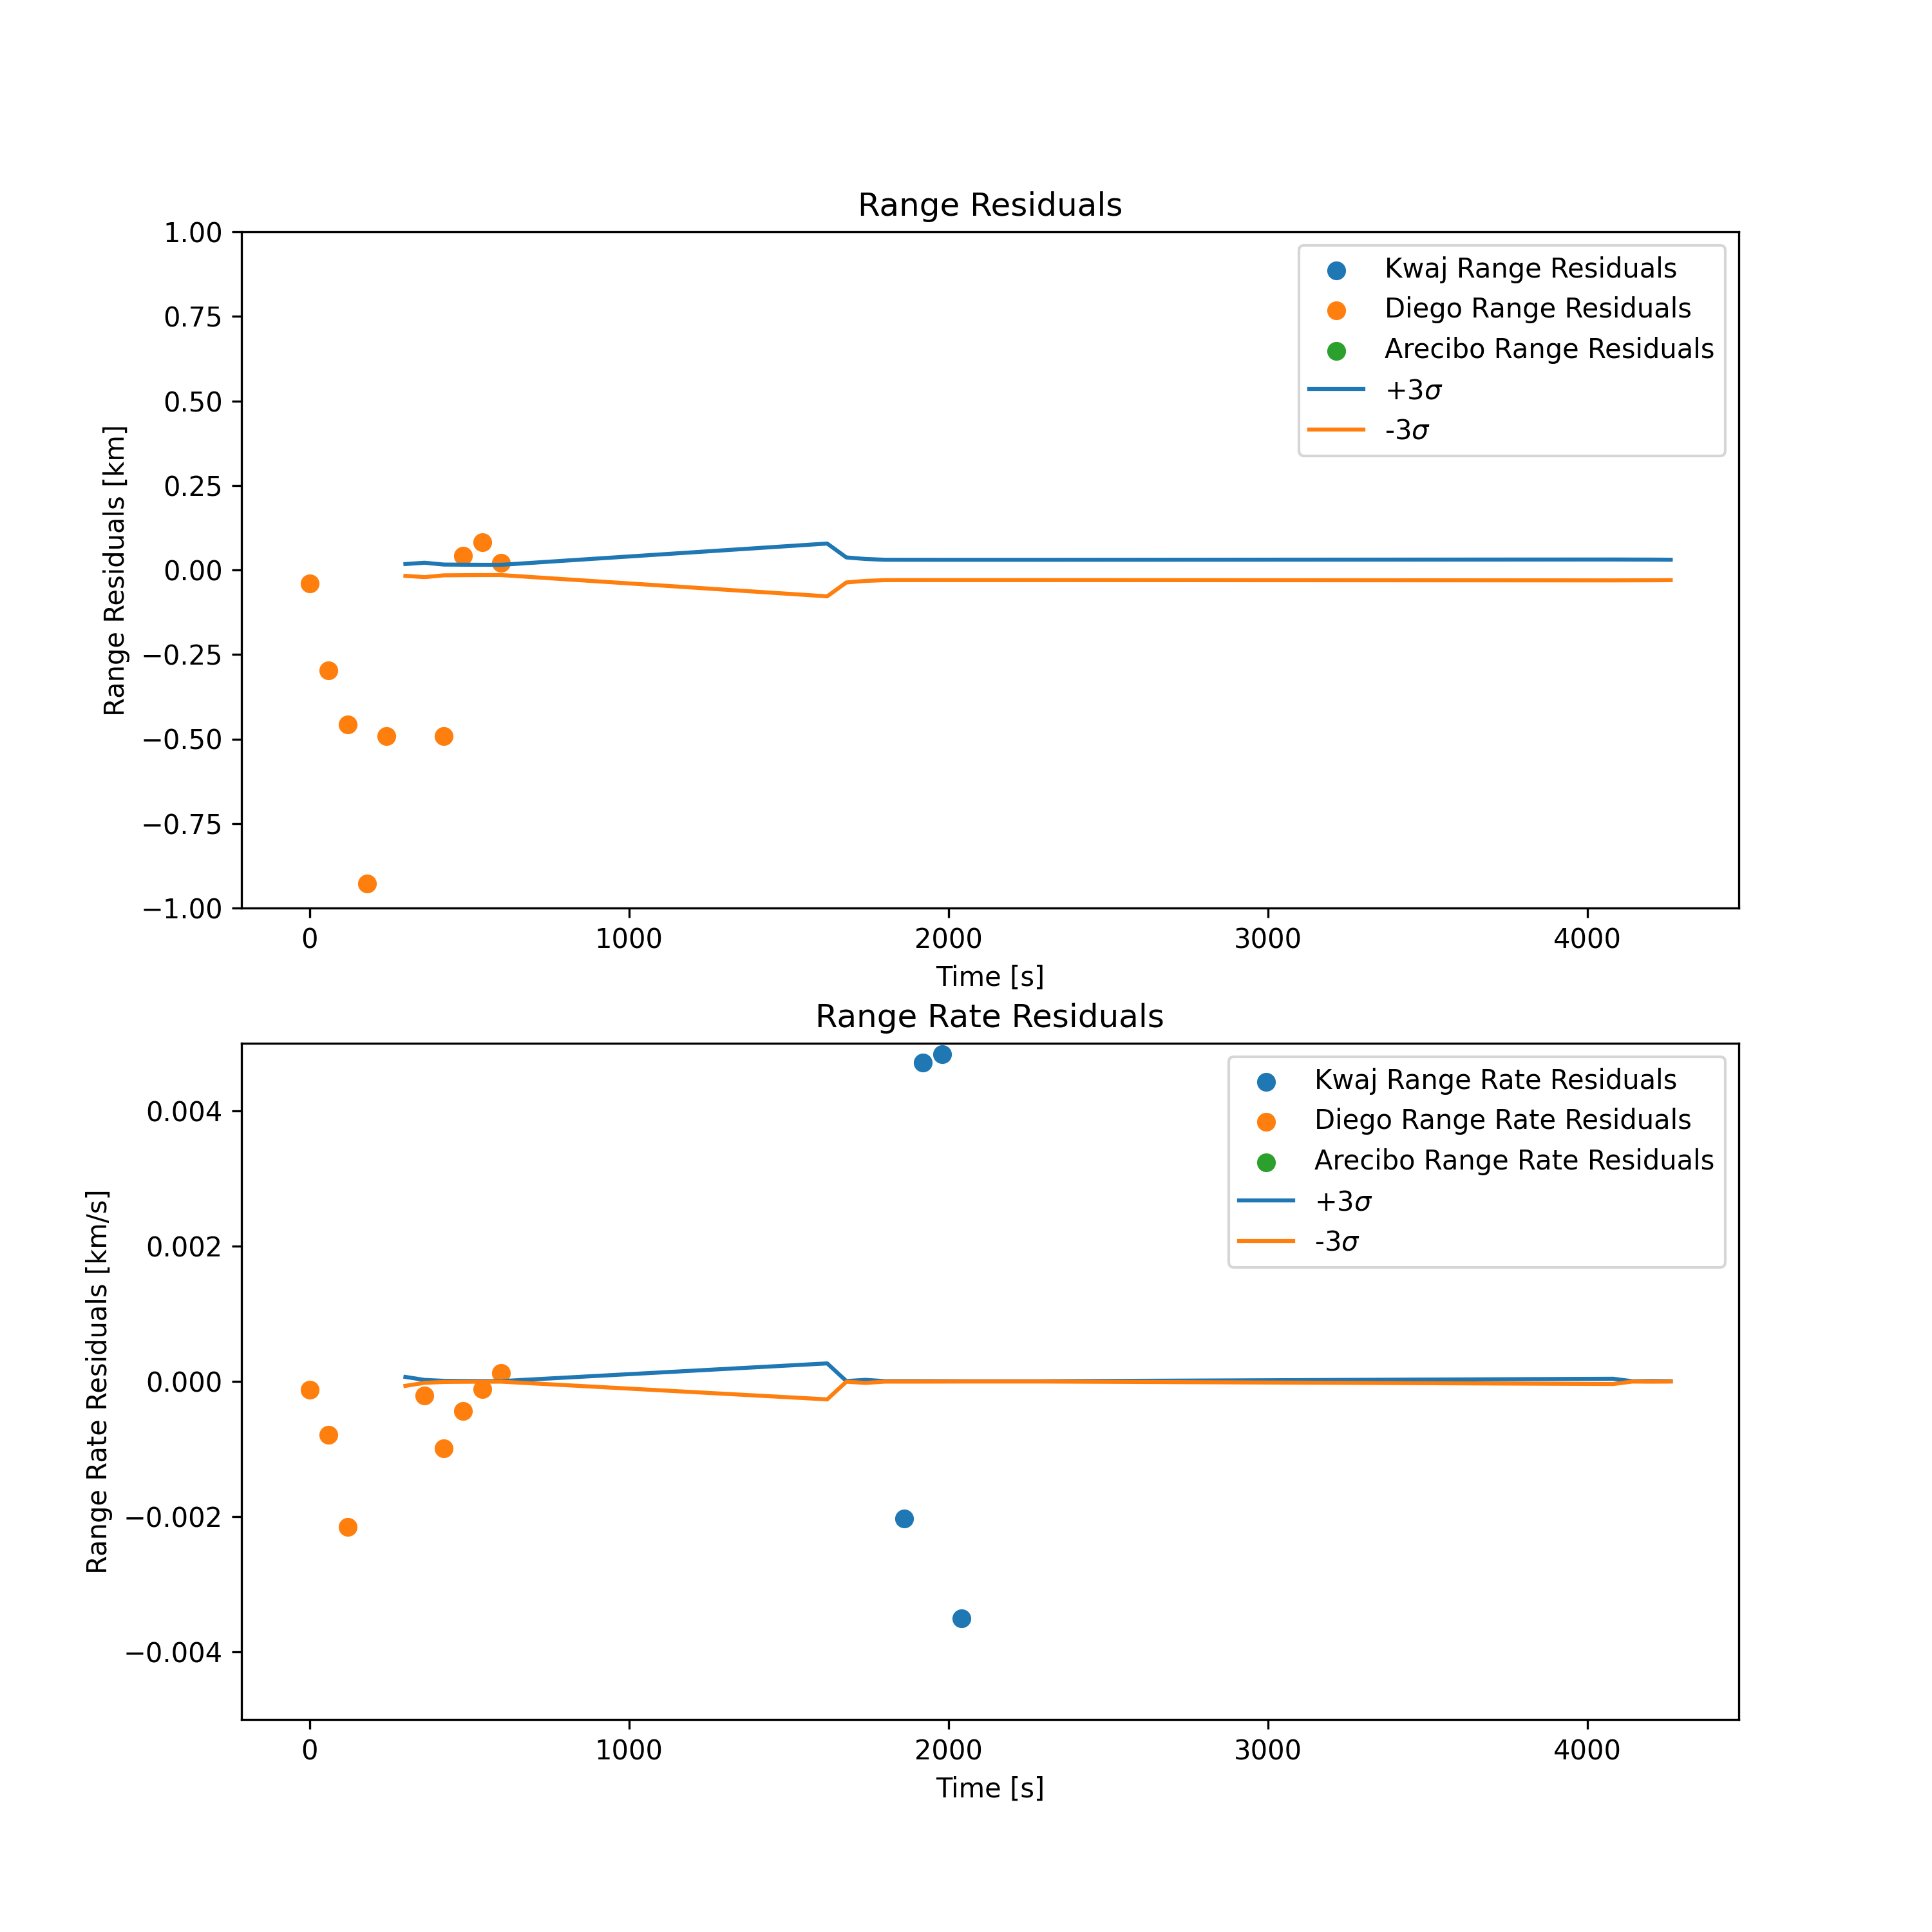 Range Residuals
1.00
0.75
0.50
0.25
0.00
−0.25
−0.50
−0.75
−1.00
Range Residuals [km]
Kwaj Range Residuals
Diego Range Residuals
Arecibo Range Residuals
+3σ
-3σ
0 1000 2000 3000 4000
Time [s]
Range Rate Residuals
0.004
0.002
0.000
−0.002
−0.004
Range Rate Residuals [km/s]
Kwaj Range Rate Residuals
Diego Range Rate Residuals
Arecibo Range Rate Residuals
+3σ
-3σ
0 1000 2000 3000 4000
Time [s]